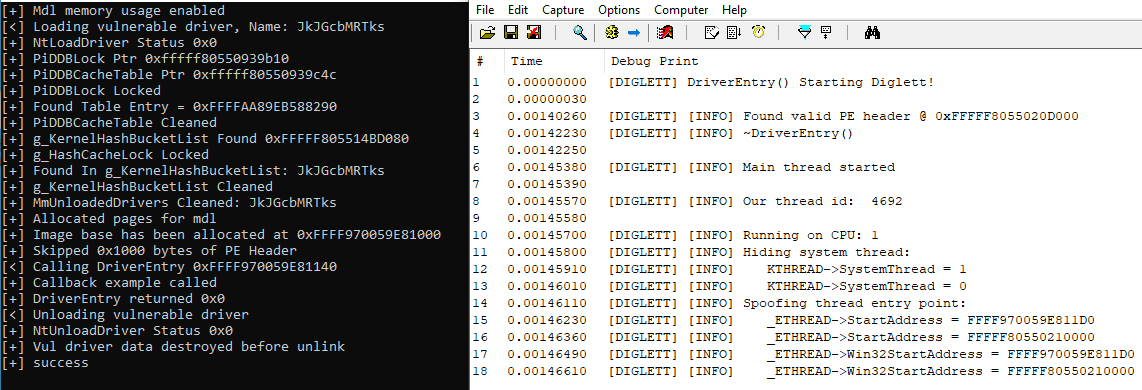 [+] Mdl memory usage enabled
[<] Loading vulnerable driver, Name: JkJGcbMRTks
[+] NtLoadDriver Status 0x0
[+] PiDDBLock Ptr 0xfffff80550939b10
[+] PiDDBCacheTable Ptr 0xfffff80550939c4c
[+] PiDDBLock Locked
[+] Found Table Entry = 0xFFFFAA89EB588290
[+] PiDDBCacheTable Cleaned
[+] g_KernelHashBucketList Found 0xFFFFF805514BD080
[+] g_HashCacheLock Locked
[+] Found In g_KernelHashBucketList: JkJGcbMRTks
[+] g_KernelHashBucketList Cleaned
[+] MmUnloadedDrivers Cleaned: JkJGcbMRTks
[+] Allocated pages for mdl
[+] Image base has been allocated at 0xFFFF970059E81000
[+] Skipped 0x1000 bytes of PE Header
[<] Calling DriverEntry 0xFFFF970059E81140
[+] Callback example called
[+] DriverEntry returned 0x0
[<] Unloading vulnerable driver
[+] NtUnloadDriver Status 0x0
[+] Vul driver data destroyed before unlink
[+] success
File Edit Capture Options Computer Help
# Time Debug Print
1 0.00000000 [DIGLETT] DriverEntry() Starting Diglett!
2 0.00000030
3 0.00140260 [DIGLETT] [INFO] Found valid PE header @ 0xFFFFF8055020D000
4 0.00142230 [DIGLETT] [INFO] ~DriverEntry()
5 0.00142250
6 0.00145380 [DIGLETT] [INFO] Main thread started
7 0.00145390
8 0.00145570 [DIGLETT] [INFO] Our thread id: 4692
9 0.00145580
10 0.00145700 [DIGLETT] [INFO] Running on CPU: 1
11 0.00145800 [DIGLETT] [INFO] Hiding system thread:
12 0.00145910 [DIGLETT] [INFO] KTHREAD->SystemThread = 1
13 0.00146010 [DIGLETT] [INFO] KTHREAD->SystemThread = 0
14 0.00146110 [DIGLETT] [INFO] Spoofing thread entry point:
15 0.00146230 [DIGLETT] [INFO] _ETHREAD->StartAddress = FFFF970059E811D0
16 0.00146360 [DIGLETT] [INFO] _ETHREAD->StartAddress = FFFFF80550210000
17 0.00146490 [DIGLETT] [INFO] _ETHREAD->Win32StartAddress = FFFF970059E811D0
18 0.00146610 [DIGLETT] [INFO] _ETHREAD->Win32StartAddress = FFFFF80550210000